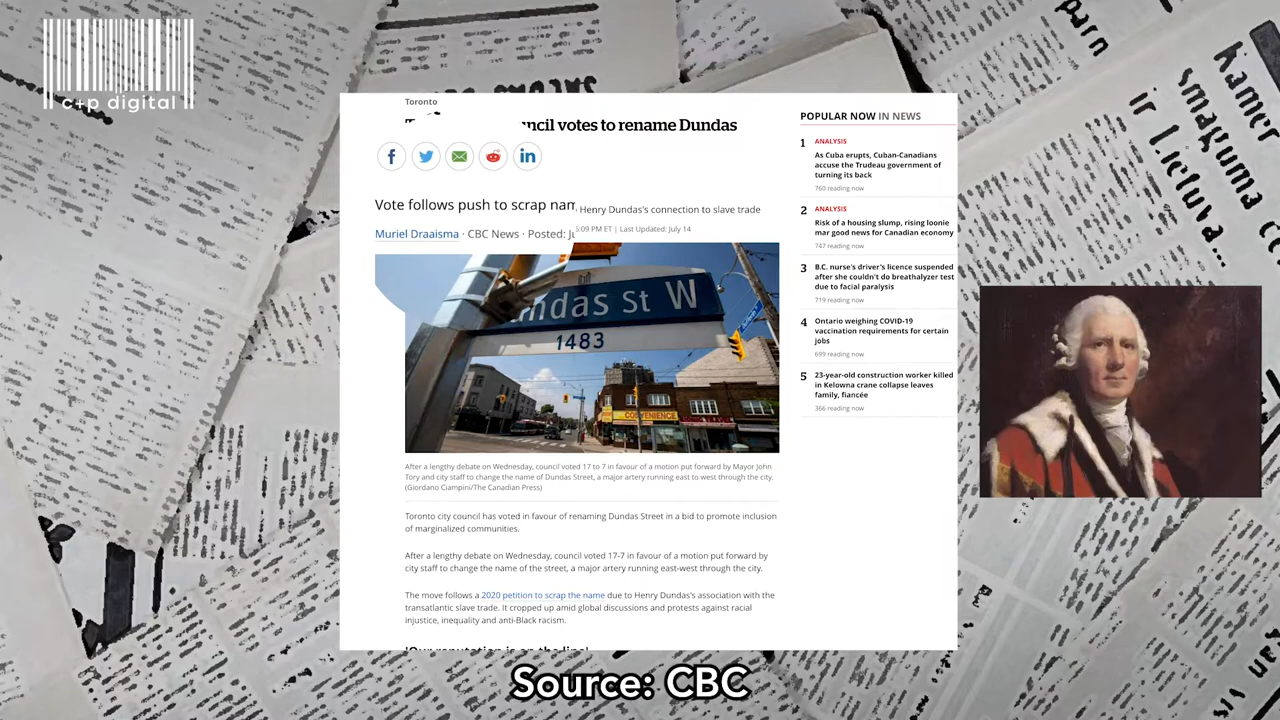 c+p digital
Toronto
ncil votes to rename Dundas
Vote follows push to scrap nam
Henry Dundas's connection to slave trade
Muriel Draaisma · CBC News · Posted: Ju
5:09 PM ET | Last Updated: July 14
ndas St W
1483
CONVENIENCE
After a lengthy debate on Wednesday, council voted 17 to 7 in favour of a motion put forward by Mayor John
Tory and city staff to change the name of Dundas Street, a major artery running east to west through the city.
(Giordano Ciampini/The Canadian Press)
Toronto city council has voted in favour of renaming Dundas Street in a bid to promote inclusion
of marginalized communities.
After a lengthy debate on Wednesday, council voted 17-7 in favour of a motion put forward by
city staff to change the name of the street, a major artery running east-west through the city.
The move follows a 2020 petition to scrap the name due to Henry Dundas's association with the
transatlantic slave trade. It cropped up amid global discussions and protests against racial
injustice, inequality and anti-Black racism.
POPULAR NOW IN NEWS
1 ANALYSIS
As Cuba erupts, Cuban-Canadians
accuse the Trudeau government of
turning its back
760 reading now
2 ANALYSIS
Risk of a housing slump, rising loonie
mar good news for Canadian economy
747 reading now
3 B.C. nurse's driver's licence suspended
after she couldn't do breathalyzer test
due to facial paralysis
719 reading now
4 Ontario weighing COVID-19
vaccination requirements for certain
jobs
699 reading now
5 23-year-old construction worker killed
in Kelowna crane collapse leaves
family, fiancée
366 reading now
Source: CBC